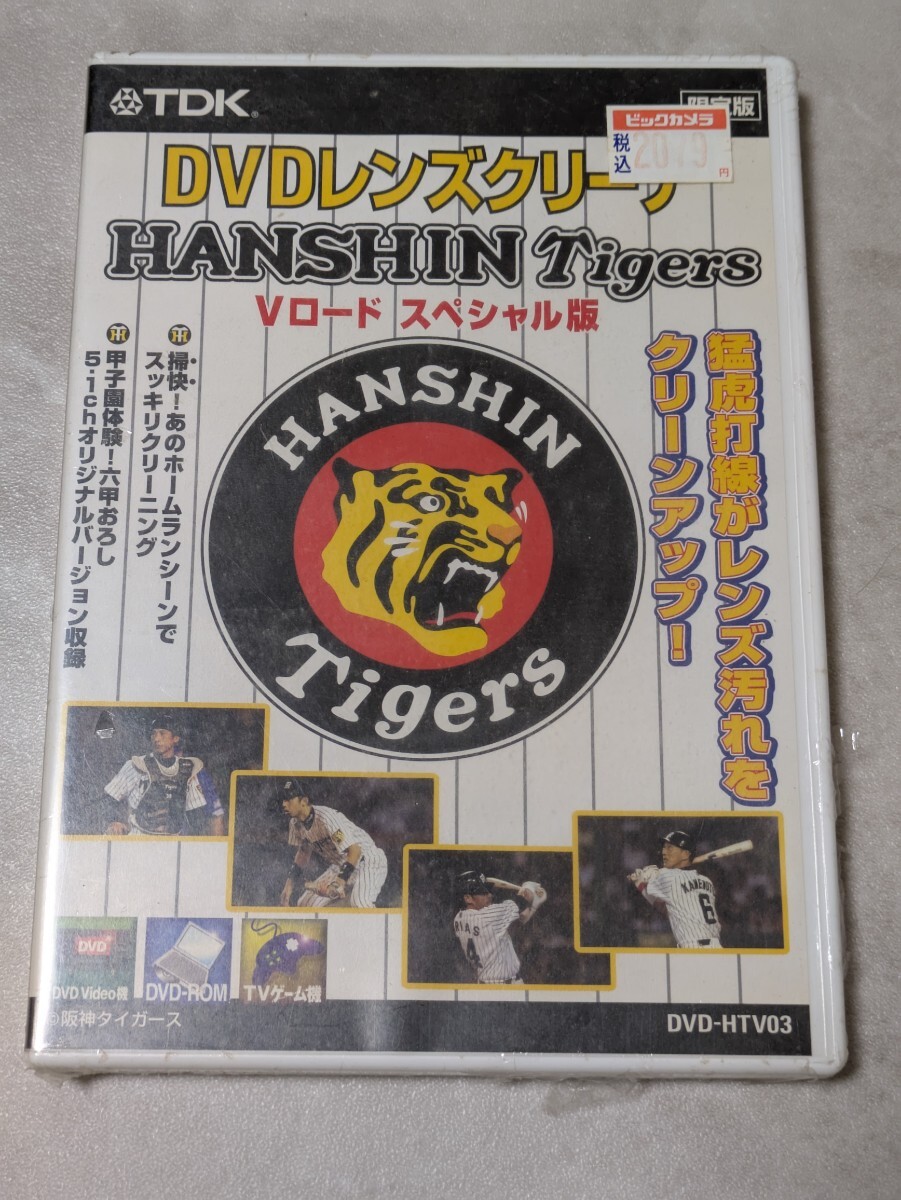 TDK
限定版
ビックカメラ
税込
2079
円
DVDレンズクリーナ
HANSHIN Tigers
Vロード スペシャル版
猛虎打線がレンズ汚れを
クリーンアップ!
掃快!あのホームランシーンで
スッキリクリーニング
甲子園体験!六甲おろし
5.1chオリジナルバージョン収録
HANSHIN
Tigers
RIAS
4
6
DVD
DVD Video機
DVD-ROM
TVゲーム機
©阪神タイガース
DVD-HTV03